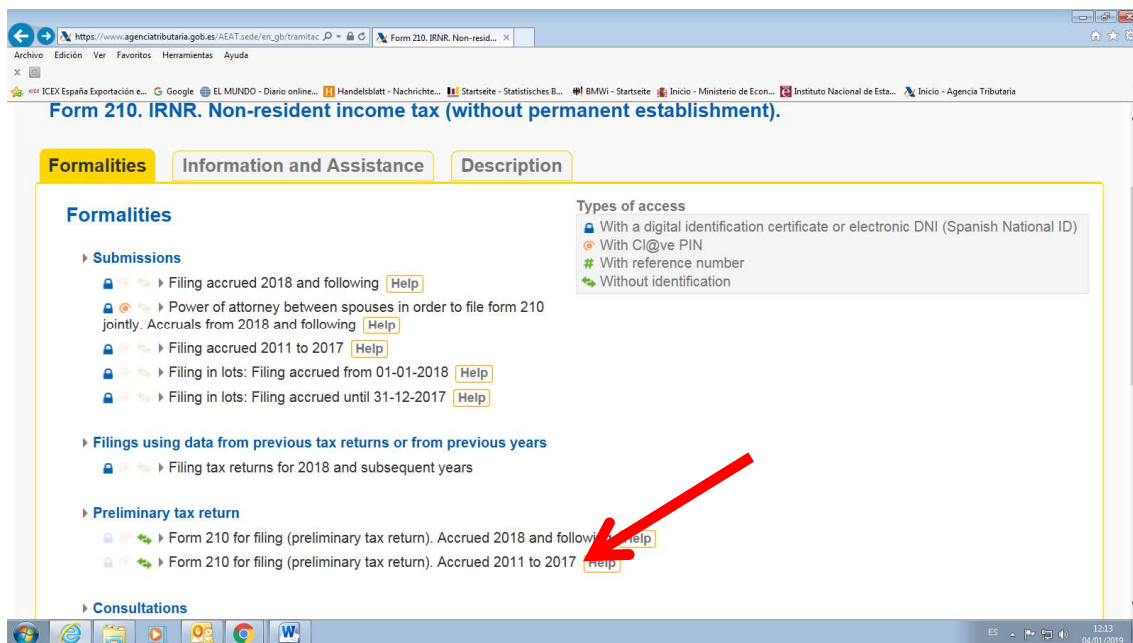 https://www.agenciatributaria.gob.es/AEAT.sede/en_gb/tramitac
Form 210. IRNR. Non-resid...
Archivo Edición Ver Favoritos Herramientas Ayuda
ICEX España Exportación e... Google EL MUNDO - Diario online... Handelsblatt - Nachrichte... Startseite - Statistisches B... BMWi - Startseite Inicio - Ministerio de Econ... Instituto Nacional de Esta... Inicio - Agencia Tributaria
Form 210. IRNR. Non-resident income tax (without permanent establishment).
Formalities Information and Assistance Description
Formalities
Types of access
With a digital identification certificate or electronic DNI (Spanish National ID)
With Cl@ve PIN
With reference number
Without identification
Submissions
Filing accrued 2018 and following Help
Power of attorney between spouses in order to file form 210
jointly. Accruals from 2018 and following Help
Filing accrued 2011 to 2017 Help
Filing in lots: Filing accrued from 01-01-2018 Help
Filing in lots: Filing accrued until 31-12-2017 Help
Filings using data from previous tax returns or from previous years
Filing tax returns for 2018 and subsequent years
Preliminary tax return
Form 210 for filing (preliminary tax return). Accrued 2018 and following Help
Form 210 for filing (preliminary tax return). Accrued 2011 to 2017 Help
Consultations
ES 12:13
04/01/2019